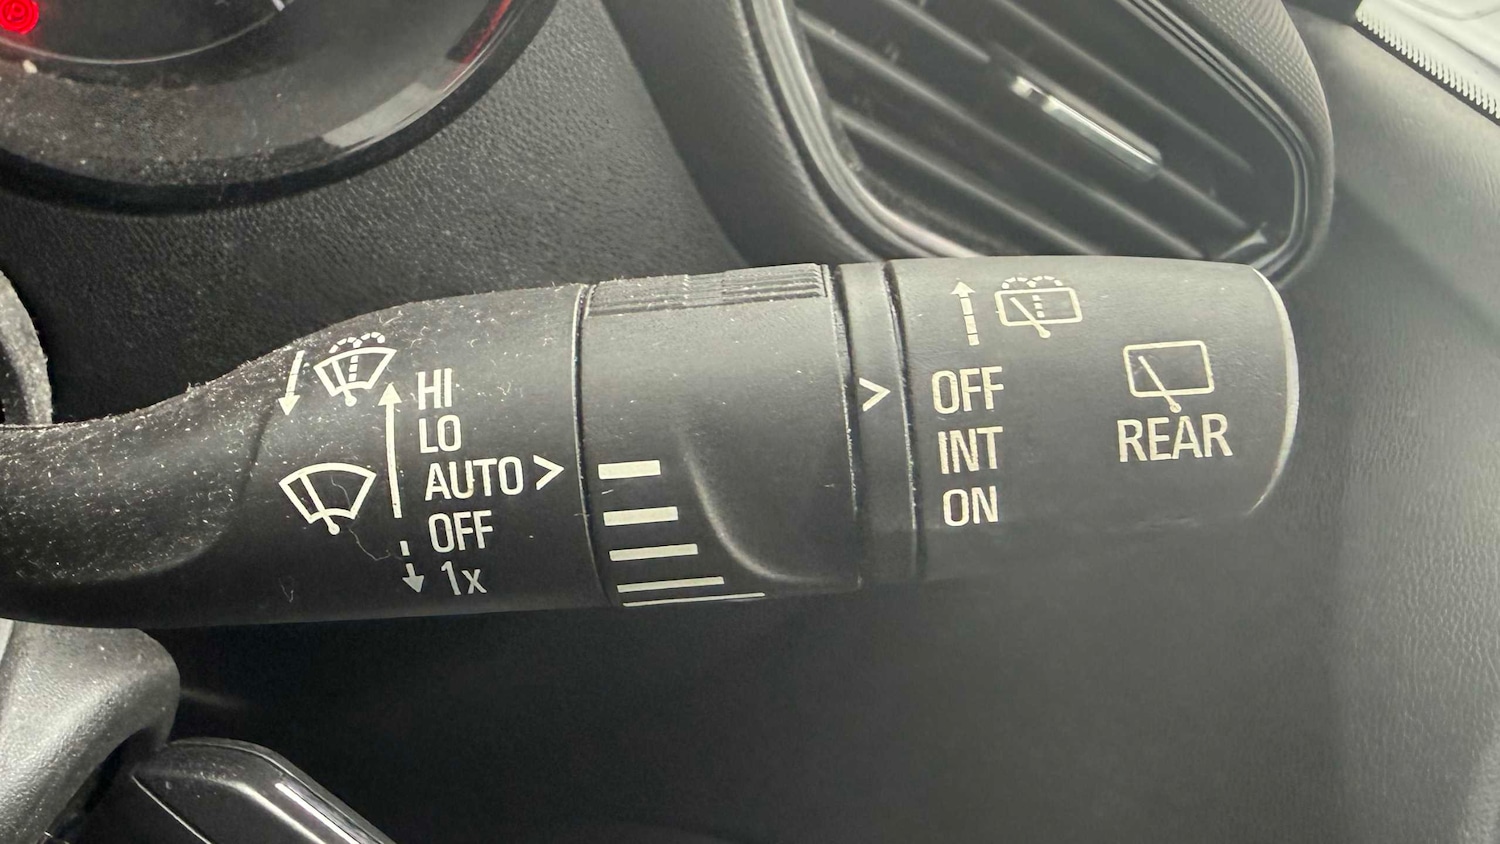 HI
LO
AUTO >
OFF
1x
>
OFF
INT
ON
REAR